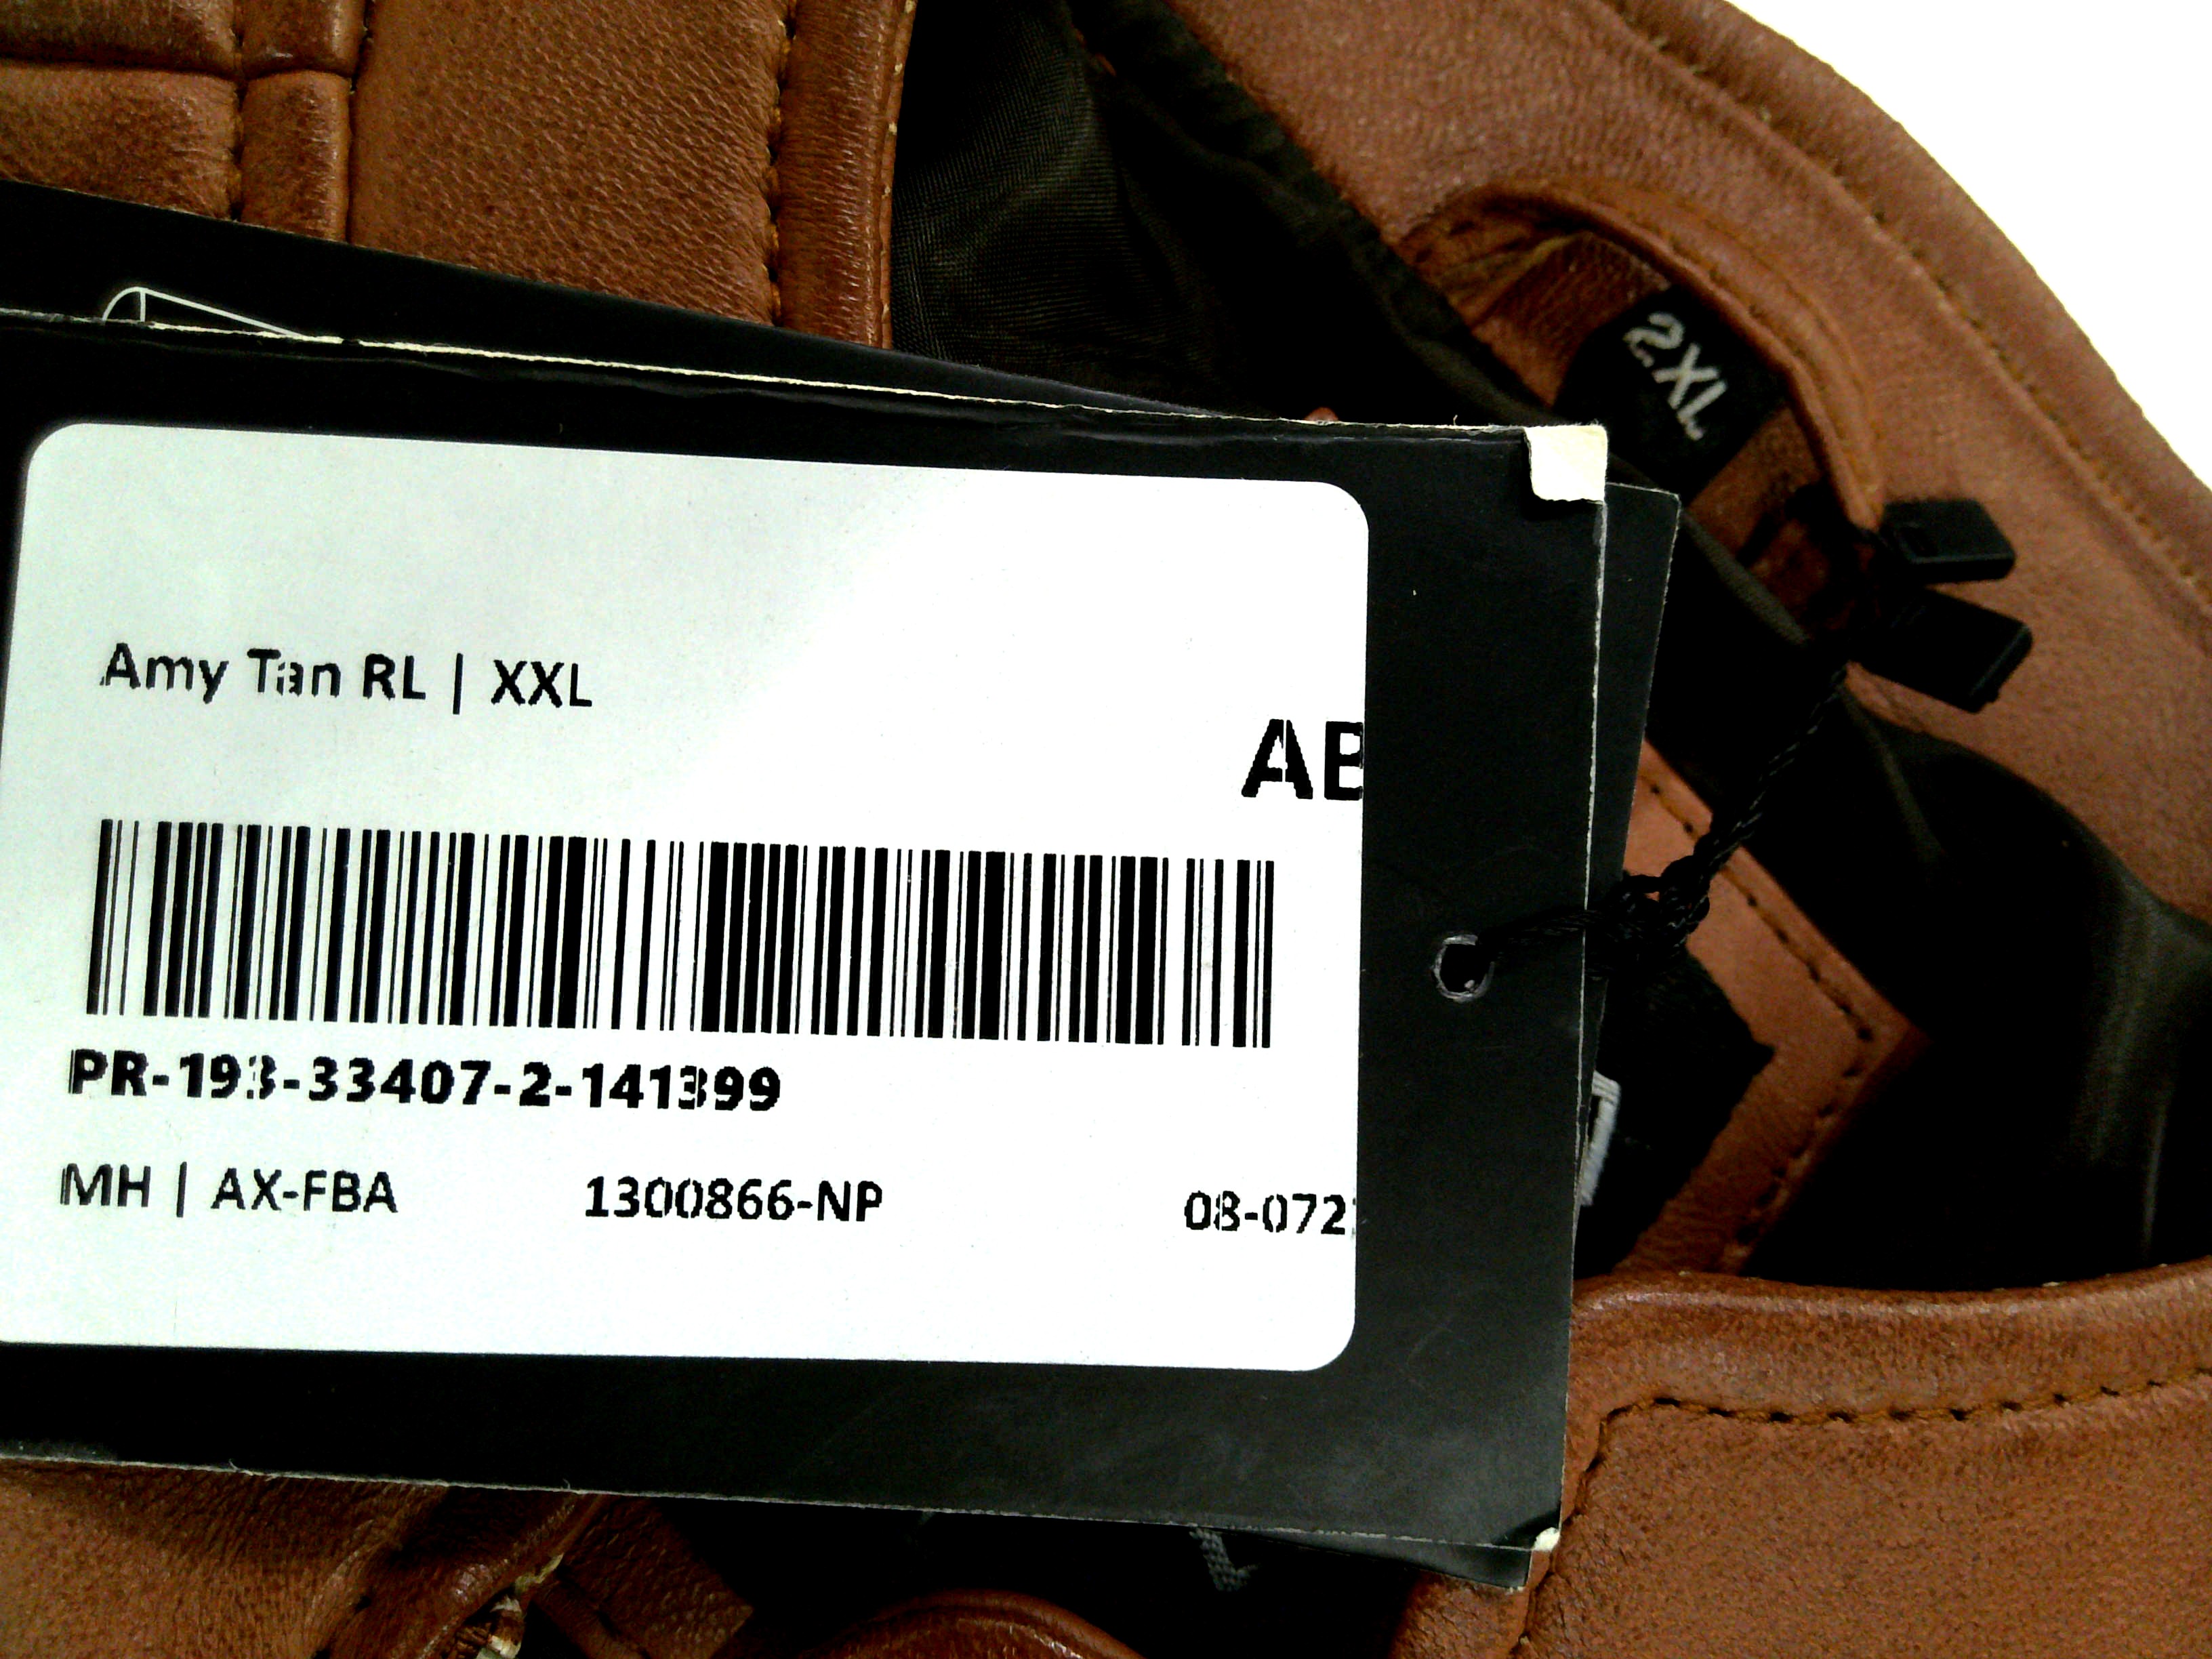 2XL
Amy Tan RL | XXL
AB
PR-193-33407-2-141399
MH | AX-FBA 1300866-NP 08-072